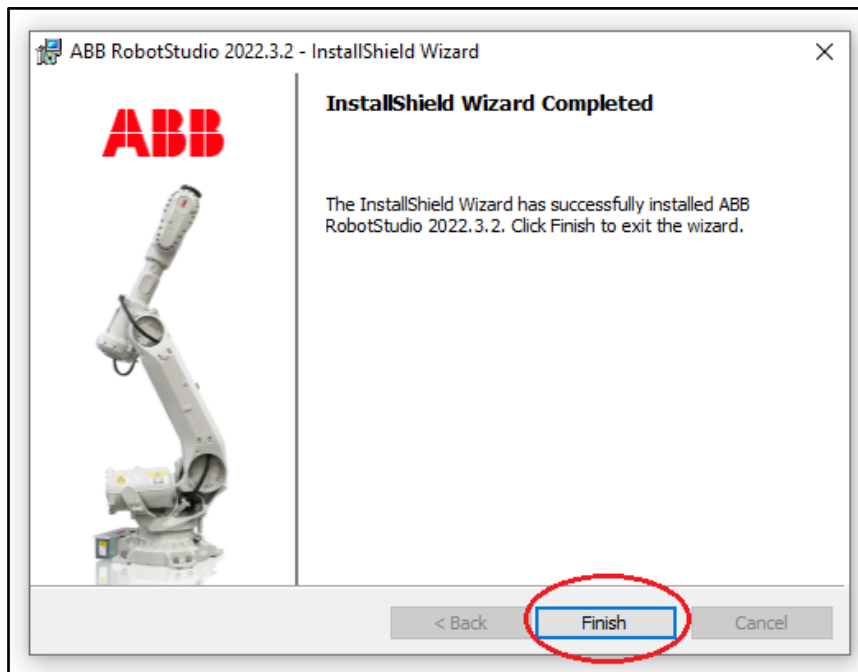 ABB RobotStudio 2022.3.2 - InstallShield Wizard
ABB
InstallShield Wizard Completed
The InstallShield Wizard has successfully installed ABB
RobotStudio 2022.3.2. Click Finish to exit the wizard.
< Back
Finish
Cancel